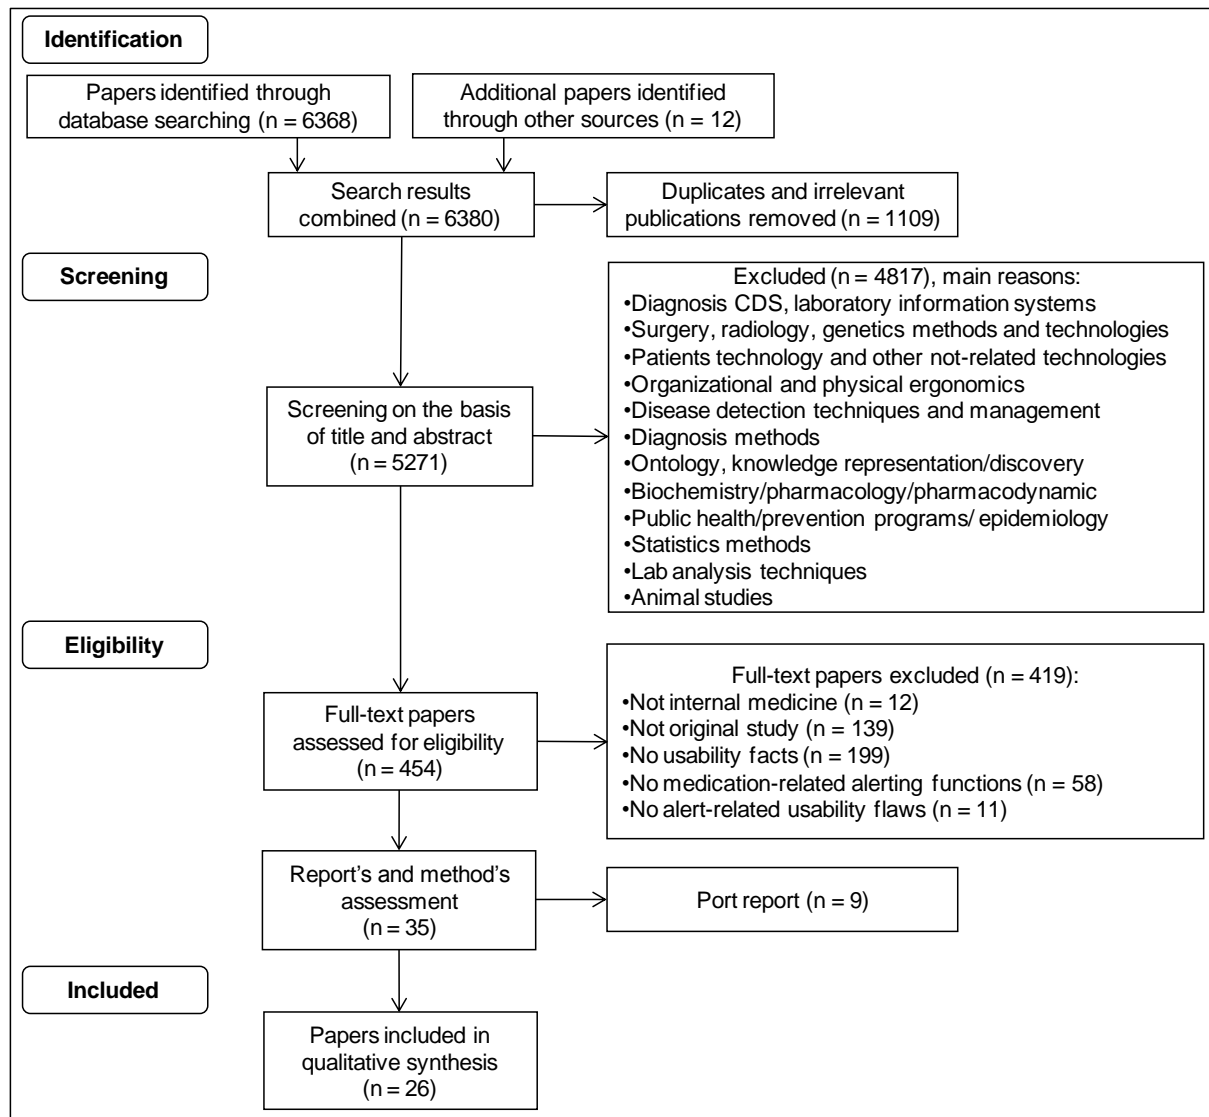 Identification
Papers identified through
database searching (n = 6368)
Additional papers identified
through other sources (n = 12)
Search results
combined (n = 6380)
Duplicates and irrelevant
publications removed (n = 1109)
Screening
Excluded (n = 4817), main reasons:
•Diagnosis CDS, laboratory information systems
•Surgery, radiology, genetics methods and technologies
•Patients technology and other not-related technologies
•Organizational and physical ergonomics
•Disease detection techniques and management
•Diagnosis methods
•Ontology, knowledge representation/discovery
•Biochemistry/pharmacology/pharmacodynamic
•Public health/prevention programs/ epidemiology
•Statistics methods
•Lab analysis techniques
•Animal studies
Screening on the basis
of title and abstract
(n = 5271)
Eligibility
Full-text papers
assessed for eligibility
(n = 454)
Full-text papers excluded (n = 419):
•Not internal medicine (n = 12)
•Not original study (n = 139)
•No usability facts (n = 199)
•No medication-related alerting functions (n = 58)
•No alert-related usability flaws (n = 11)
Report’s and method’s
assessment
(n = 35)
Port report (n = 9)
Included
Papers included in
qualitative synthesis
(n = 26)